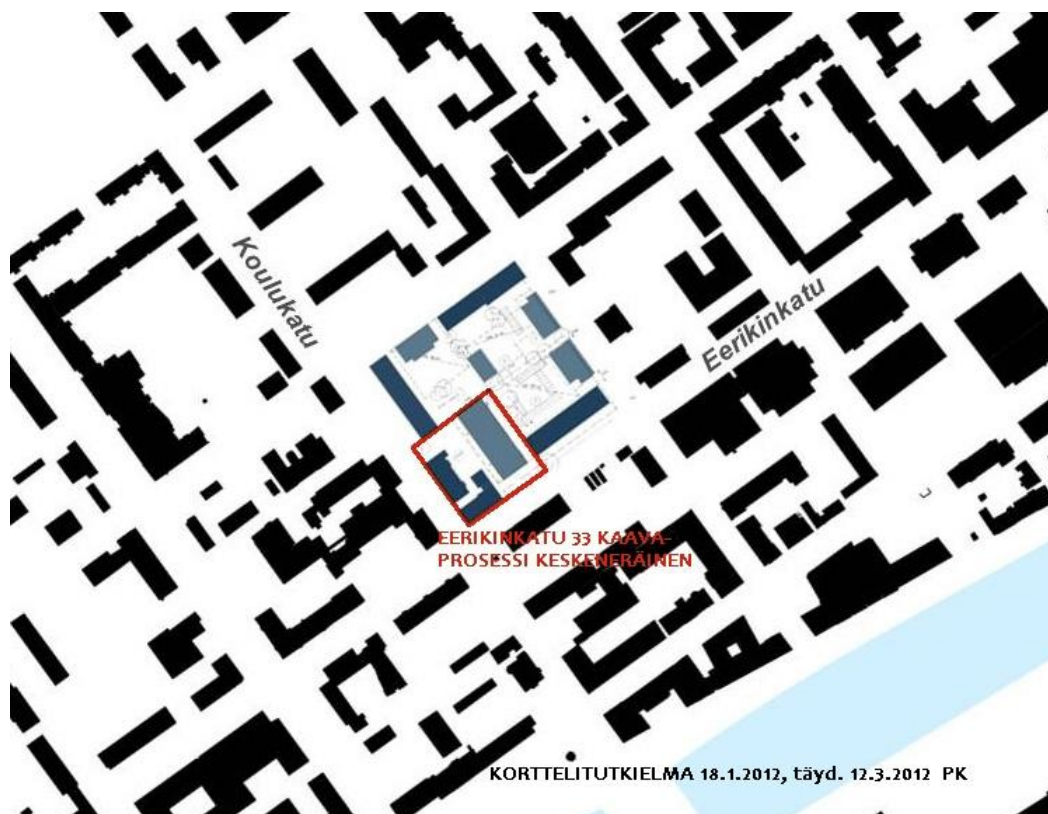 Koulukatu
Eerikinkatu
EERIKINKATU 33 KAAVA-
PROSESSI KESKENERÄINEN
KORTTELITUTKIELMA 18.1.2012, täyd. 12.3.2012 PK